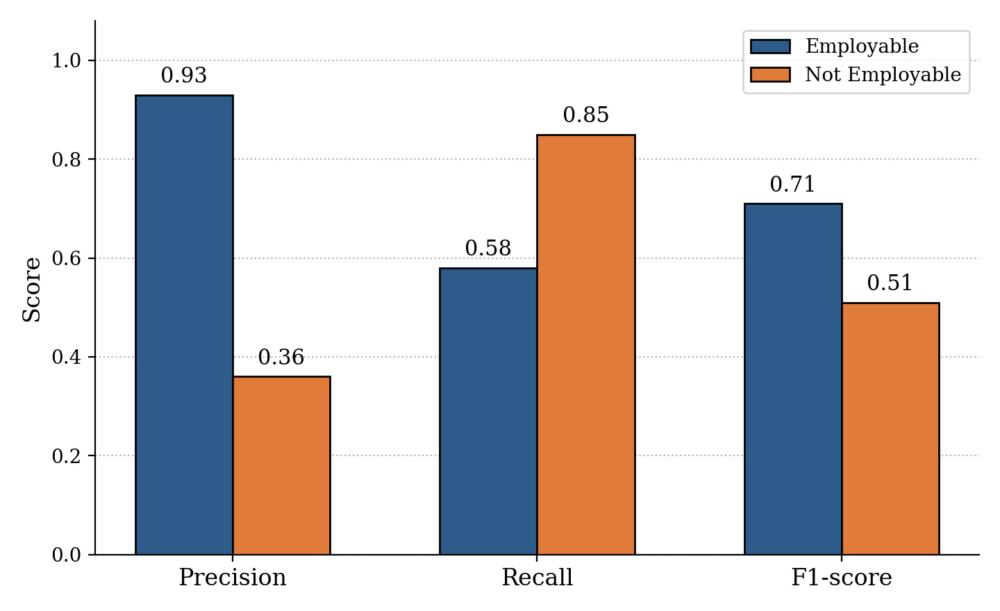 Employable
Not Employable
Score
1.0
0.8
0.6
0.4
0.2
0.0
0.93
0.36
0.58
0.85
0.71
0.51
Precision
Recall
F1-score